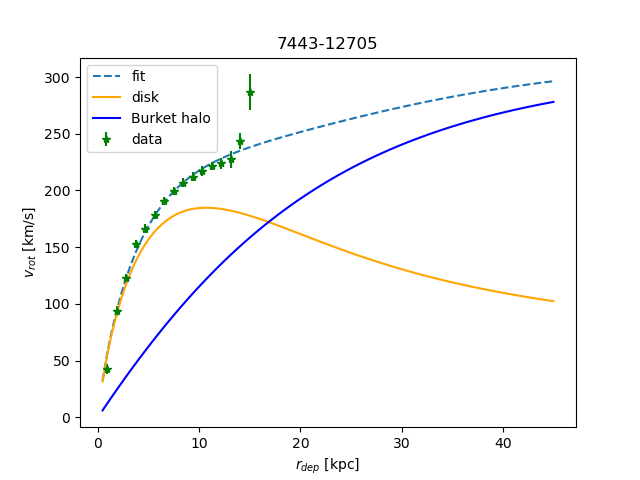 7443-12705
fit
disk
Burket halo
data
300
250
200
150
100
50
0
v_rot [km/s]
0 10 20 30 40
r_dep [kpc]